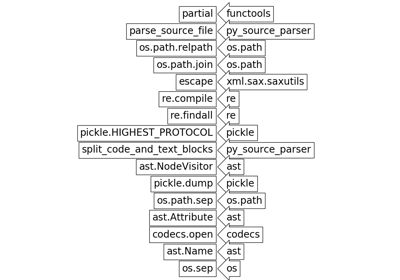 partial functools
parse_source_file py_source_parser
os.path.relpath os.path
os.path.join os.path
escape xml.sax.saxutils
re.compile re
re.findall re
pickle.HIGHEST_PROTOCOL pickle
split_code_and_text_blocks py_source_parser
ast.NodeVisitor ast
pickle.dump pickle
os.path.sep os.path
ast.Attribute ast
codecs.open codecs
ast.Name ast
os.sep os